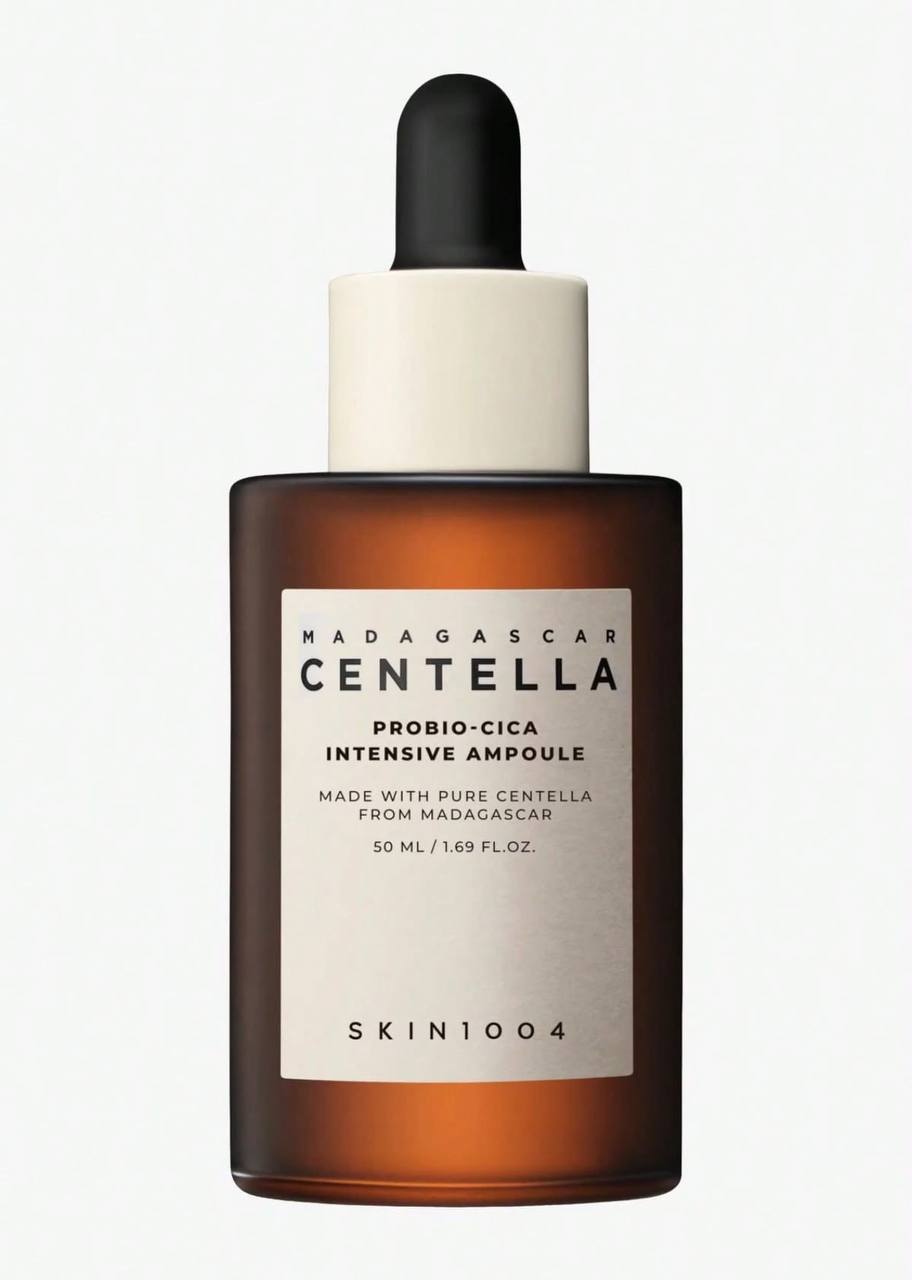 MADAGASCAR
CENTELLA
PROBIO-CICA
INTENSIVE AMPOULE
MADE WITH PURE CENTELLA
FROM MADAGASCAR
50 ML / 1.69 FL.OZ.
SKIN1004